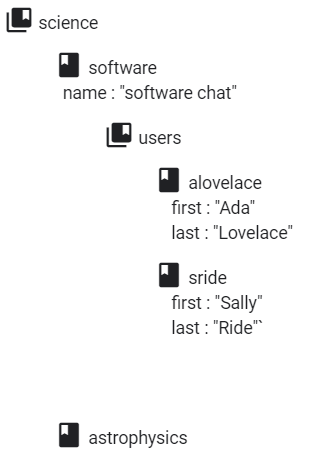 science
software
name : "software chat"
users
alovelace
first : "Ada"
last : "Lovelace"
sride
first : "Sally"
last : "Ride"`
astrophysics